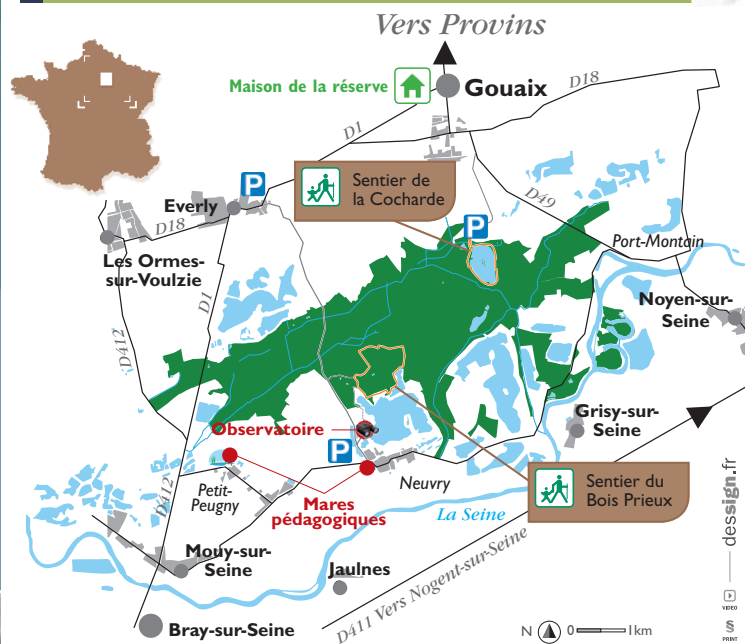 Vers Provins
Maison de la réserve
Gouaix
D18
D1
P
Sentier de
la Cocharde
Everly
D18
P
D49
Port-Montain
Les Ormes-
sur-Voulzie
D1
Noyen-sur-
Seine
D412
Observatoire
Grisy-sur-
Seine
P
Petit-
Peugny
Mares
pédagogiques
Neuvry
Sentier du
Bois Prieux
D412
La Seine
Mouy-sur-
Seine
Jaulnes
D411 Vers Nogent-sur-Seine
Bray-sur-Seine
N
0
1km
dessign.fr
VIDEO
§
PRINT